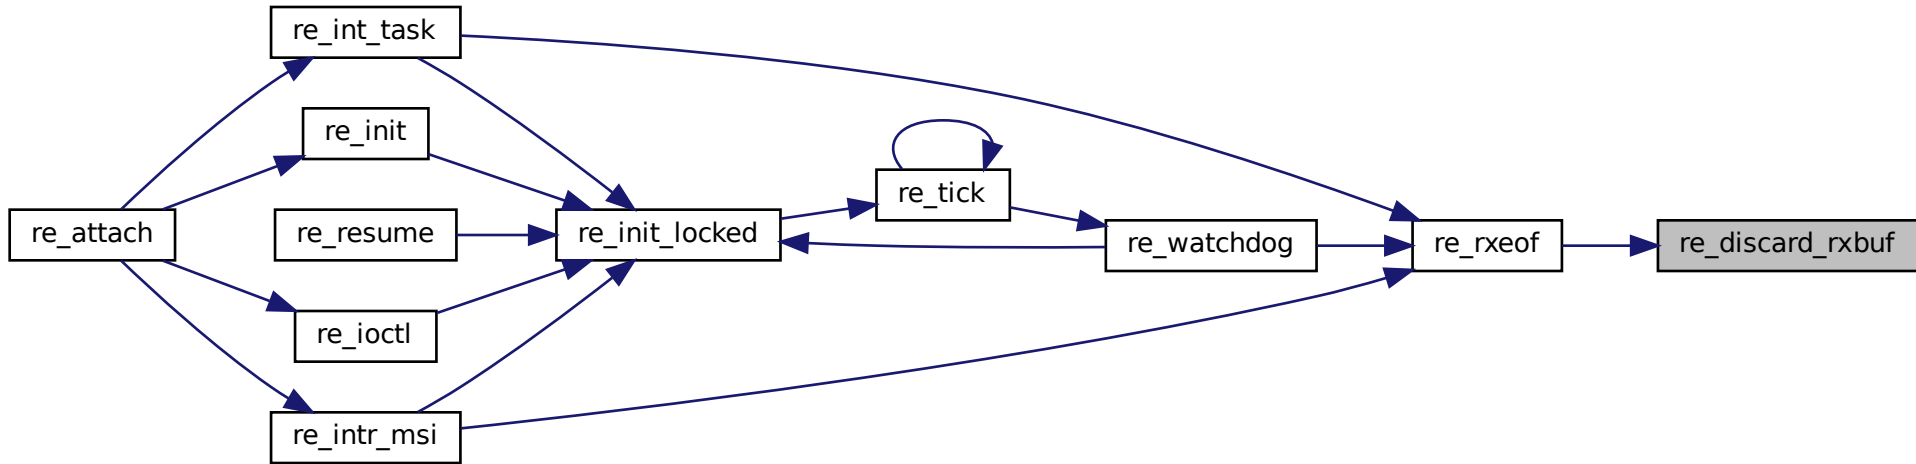 re_int_task
re_init
re_tick
re_attach
re_resume
re_init_locked
re_watchdog
re_rxeof
re_discard_rxbuf
re_ioctl
re_intr_msi